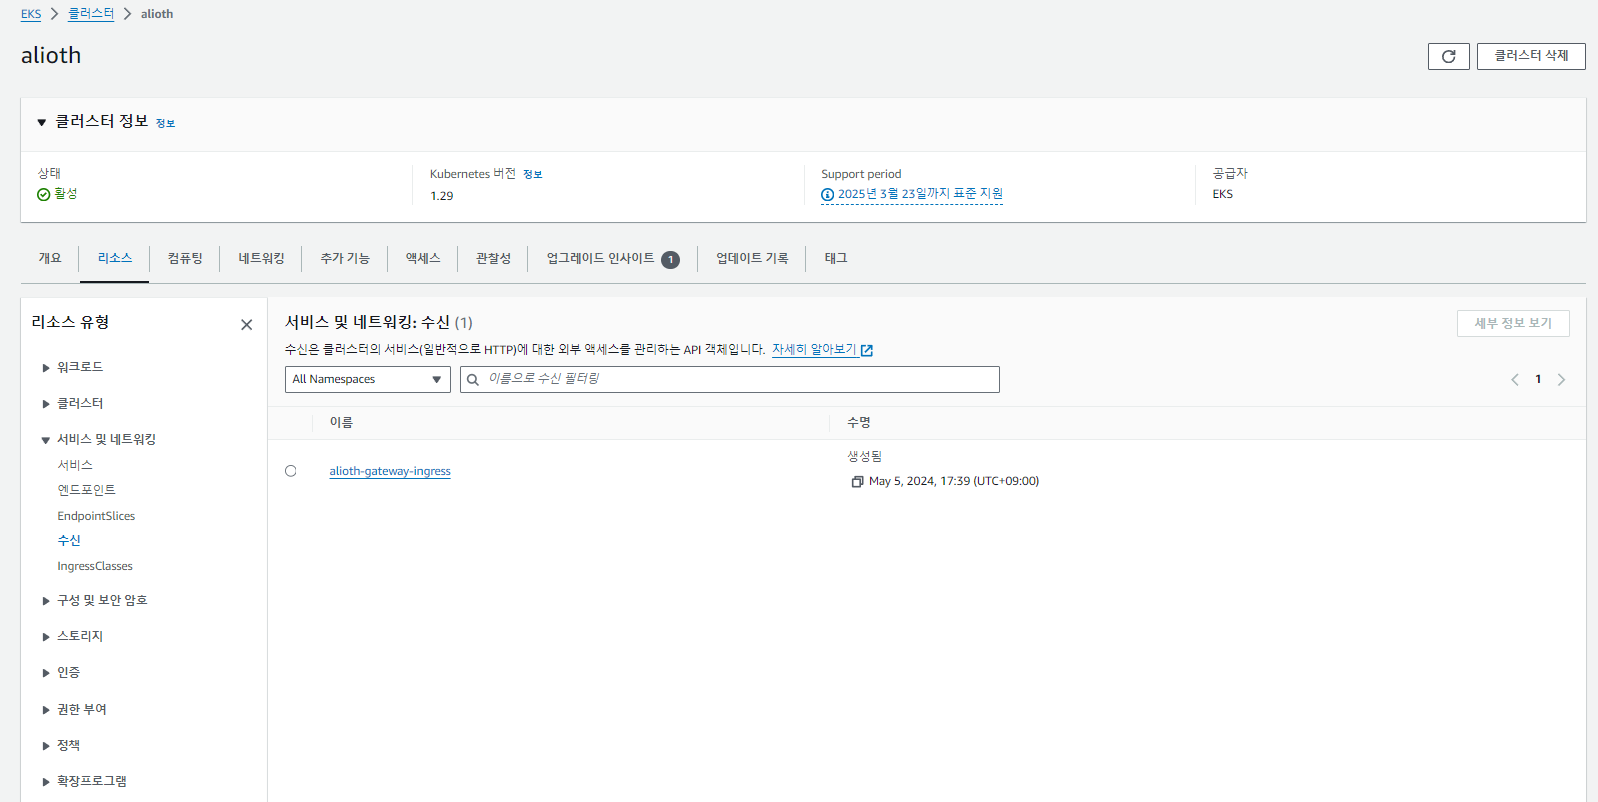 EKS > 클러스터 > alioth
alioth
클러스터 삭제
클러스터 정보 정보
상태
활성
Kubernetes 버전 정보
1.29
Support period
2025년 3월 23일까지 표준 지원
공급자
EKS
개요 리소스 컴퓨팅 네트워킹 추가 기능 액세스 관찰성 업그레이드 인사이트 1 업데이트 기록 태그
리소스 유형
워크로드
클러스터
서비스 및 네트워킹
서비스
엔드포인트
EndpointSlices
수신
IngressClasses
구성 및 보안 암호
스토리지
인증
권한 부여
정책
확장프로그램
서비스 및 네트워킹: 수신 (1)
세부 정보 보기
수신은 클러스터의 서비스(일반적으로 HTTP)에 대한 외부 액세스를 관리하는 API 객체입니다. 자세히 알아보기
All Namespaces 이름으로 수신 필터링
1
이름 수명
alioth-gateway-ingress
생성됨
May 5, 2024, 17:39 (UTC+09:00)